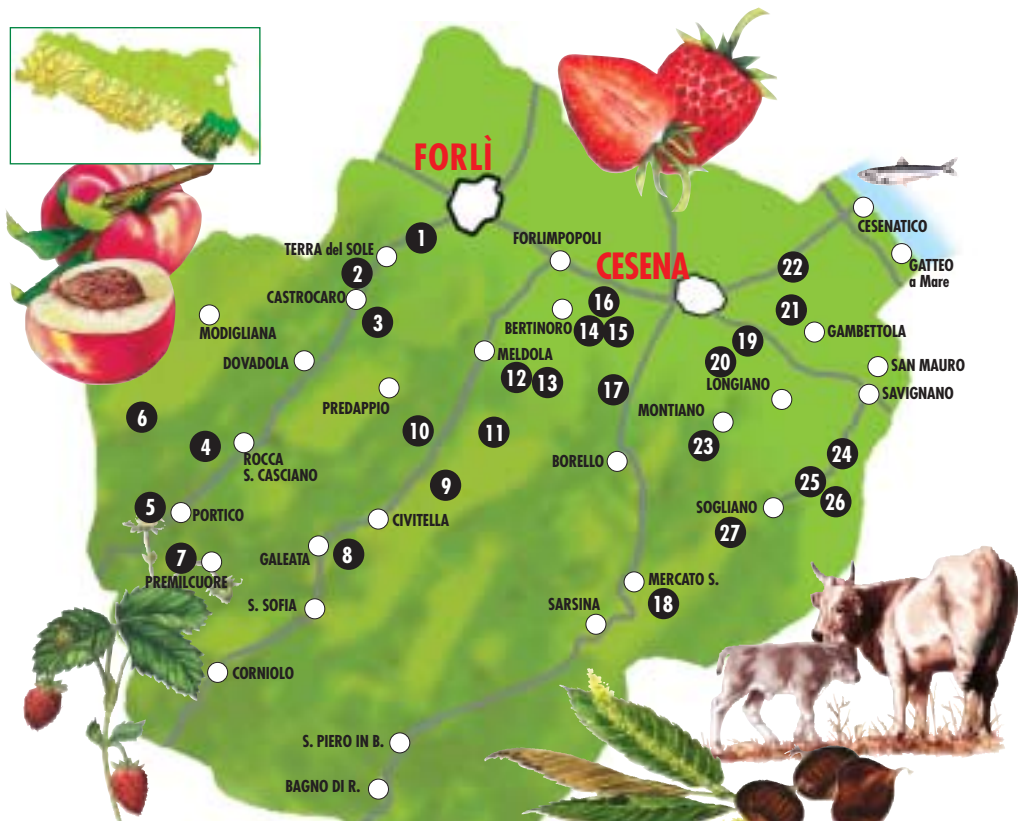 FORLÌ
1
TERRA del SOLE
2
CASTROCARO
3
FORLIMPOPOLI
CESENA
CESENATICO
GATTEO
a Mare
22
21
GAMBETTOLA
16
BERTINORO
14
15
MODIGLIANA
DOVADOLA
MELDOLA
12
13
19
20
LONGIANO
SAN MAURO
SAVIGNANO
PREDAPPIO
17
MONTIANO
23
6
10
11
4
ROCCA
S. CASCIANO
BORELLO
24
9
25
26
5
PORTICO
CIVITELLA
SOGLIANO
27
7
PREMILCUORE
GALEATA
8
MERCATO S.
18
S. SOFIA
SARSINA
CORNIOLO
S. PIERO IN B.
BAGNO DI R.